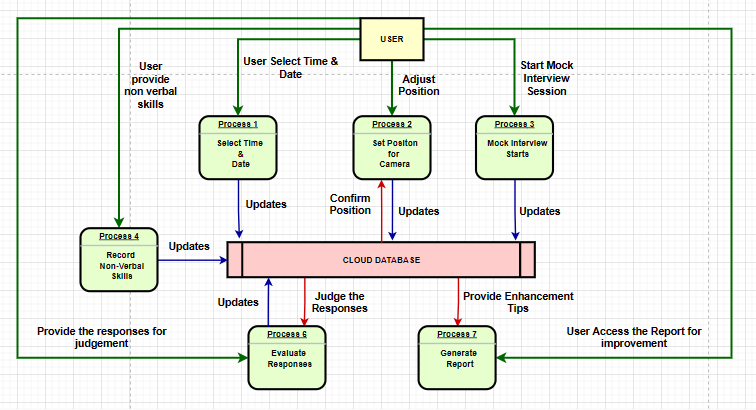 USER
User Select Time &
Date
User
provide
non verbal
skills
Adjust
Position
Start Mock
Interview
Session
Process 1
Select Time
&
Date
Process 2
Set Positon
for
Camera
Process 3
Mock Interview
Starts
Updates
Confirm
Position
Updates
Updates
Process 4
Record
Non-Verbal
Skills
Updates
CLOUD DATABASE
Updates
Judge the
Responses
Provide Enhancement
Tips
Provide the responses for
judgement
Process 6
Evaluate
Responses
Process 7
Generate
Report
User Access the Report for
improvement